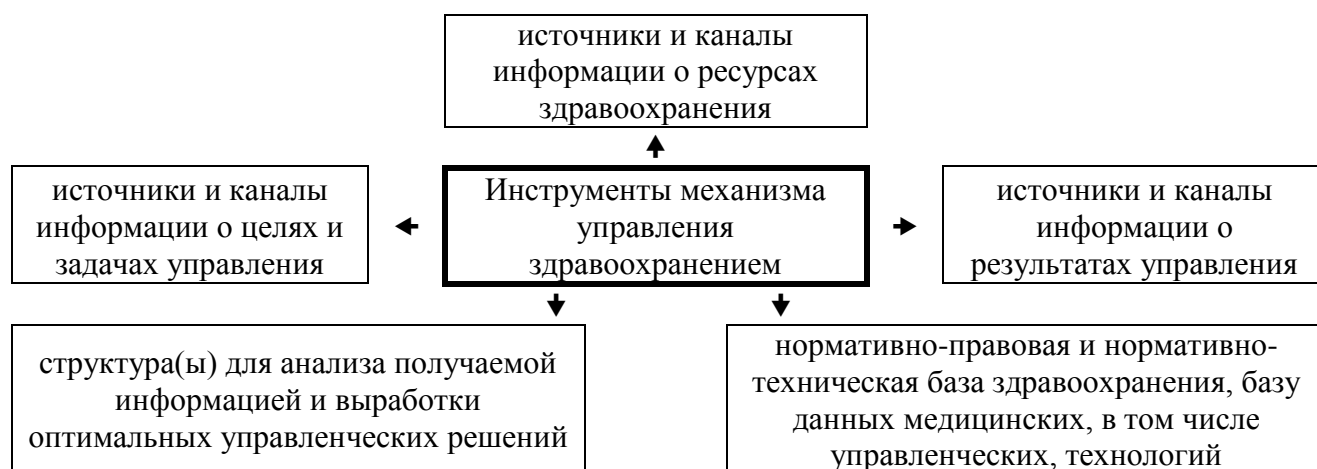 источники и каналы
информации о ресурсах
здравоохранения
источники и каналы
информации о целях и
задачах управления
Инструменты механизма
управления
здравоохранением
источники и каналы
информации о
результатах управления
структура(ы) для анализа получаемой
информацией и выработки
оптимальных управленческих решений
нормативно-правовая и нормативно-
техническая база здравоохранения, базу
данных медицинских, в том числе
управленческих, технологий